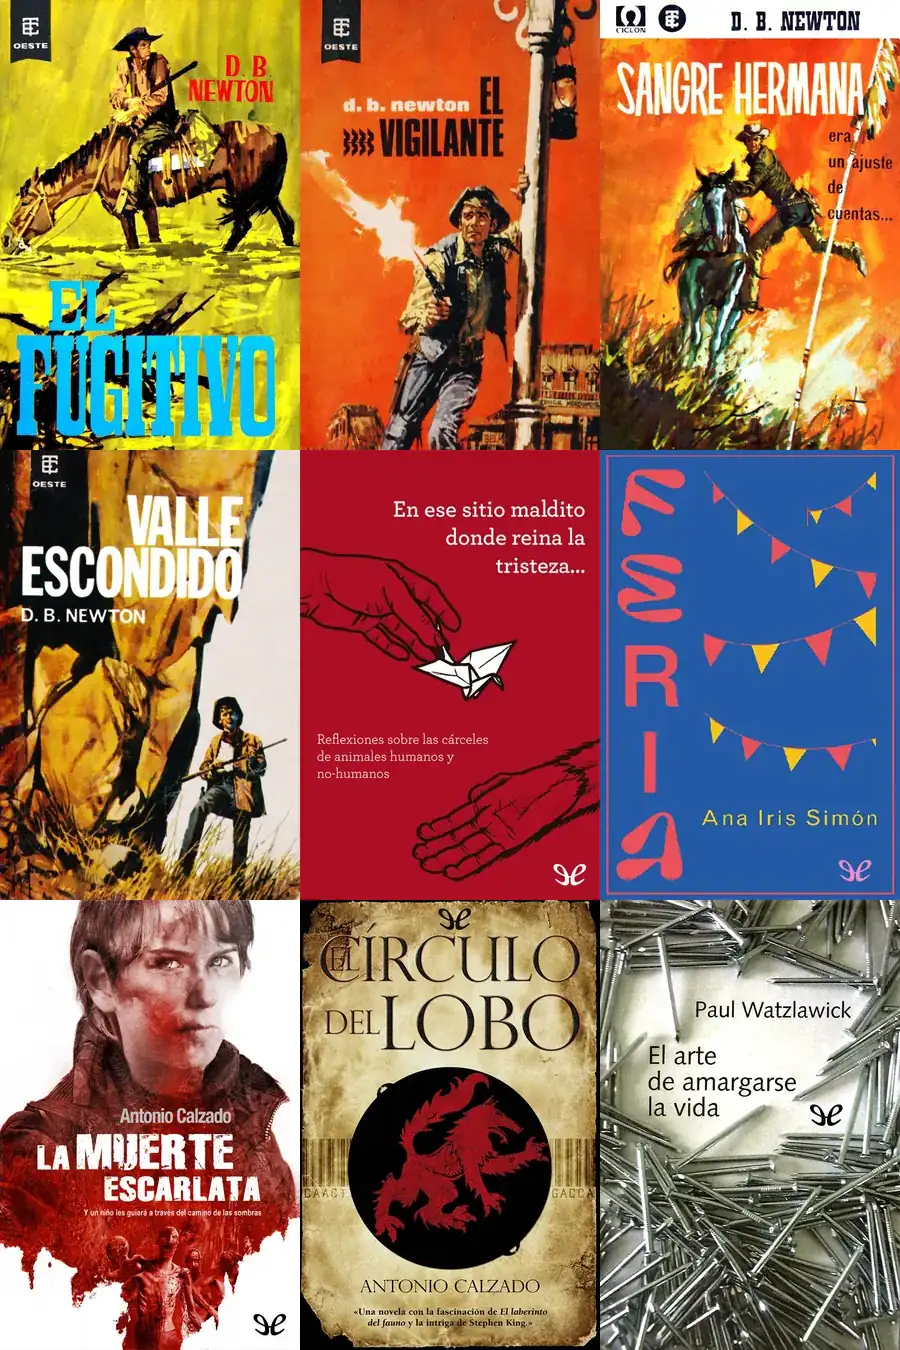 OESTE
D. B.
NEWTON
EL
FUGITIVO
OESTE
d. b. newton
EL
VIGILANTE
CICLON
D. B. NEWTON
SANGRE HERMANA
era
un ajuste
de
cuentas...
OESTE
VALLE
ESCONDIDO
D. B. NEWTON
En ese sitio maldito
donde reina la
tristeza...
Reflexiones sobre las cárceles
de animales humanos y
no-humanos
FERIA
Ana Iris Simón
Antonio Calzado
LA MUERTE
ESCARLATA
Y un niño les guiará a través del camino de las sombras
EL CÍRCULO
DEL LOBO
CAACT
GACCA
ANTONIO CALZADO
«Una novela con la fascinación de El laberinto
del fauno y la intriga de Stephen King.»
Paul Watzlawick
El arte
de amargarse
la vida